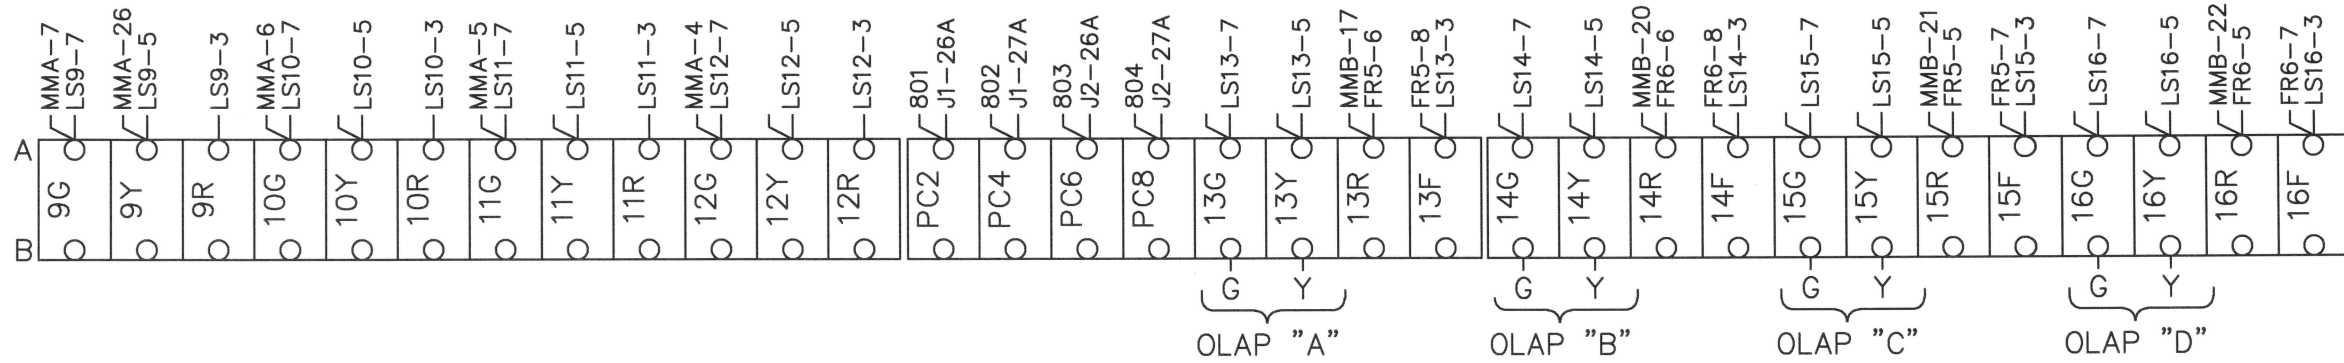 MMA-7
LS9-7
MMA-26
LS9-5
LS9-3
MMA-6
LS10-7
LS10-5
LS10-3
MMA-5
LS11-7
LS11-5
LS11-3
MMA-4
LS12-7
LS12-5
LS12-3
801
J1-26A
802
J1-27A
803
J2-26A
804
J2-27A
LS13-7
LS13-5
MMB-17
FR5-6
FR5-8
LS13-3
LS14-7
LS14-5
MMB-20
FR6-6
FR6-8
LS14-3
LS15-7
LS15-5
MMB-21
FR5-5
FR5-7
LS15-3
LS16-7
LS16-5
MMB-22
FR6-5
FR6-7
LS16-3
A
9G
9Y
9R
10G
10Y
10R
11G
11Y
11R
12G
12Y
12R
PC2
PC4
PC6
PC8
13G
13Y
13R
13F
14G
14Y
14R
14F
15G
15Y
15R
15F
16G
16Y
16R
16F
B
G Y G Y G Y G Y
OLAP "A" OLAP "B" OLAP "C" OLAP "D"